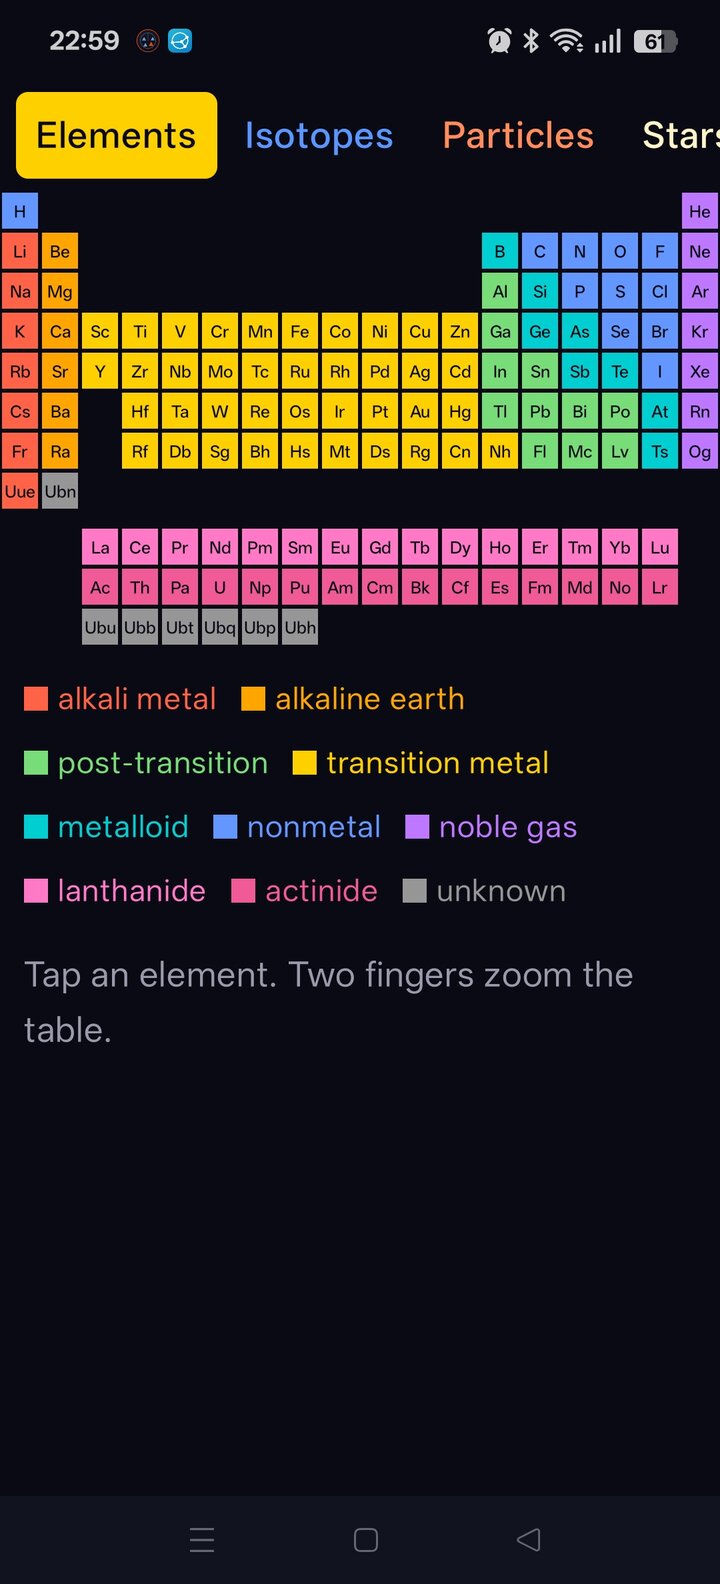 22:59 61
Elements Isotopes Particles Stars
H He
Li Be B C N O F Ne
Na Mg Al Si P S Cl Ar
K Ca Sc Ti V Cr Mn Fe Co Ni Cu Zn Ga Ge As Se Br Kr
Rb Sr Y Zr Nb Mo Tc Ru Rh Pd Ag Cd In Sn Sb Te I Xe
Cs Ba Hf Ta W Re Os Ir Pt Au Hg Tl Pb Bi Po At Rn
Fr Ra Rf Db Sg Bh Hs Mt Ds Rg Cn Nh Fl Mc Lv Ts Og
Uue Ubn
La Ce Pr Nd Pm Sm Eu Gd Tb Dy Ho Er Tm Yb Lu
Ac Th Pa U Np Pu Am Cm Bk Cf Es Fm Md No Lr
Ubu Ubb Ubt Ubq Ubp Ubh
alkali metal alkaline earth
post-transition transition metal
metalloid nonmetal noble gas
lanthanide actinide unknown
Tap an element. Two fingers zoom the
table.